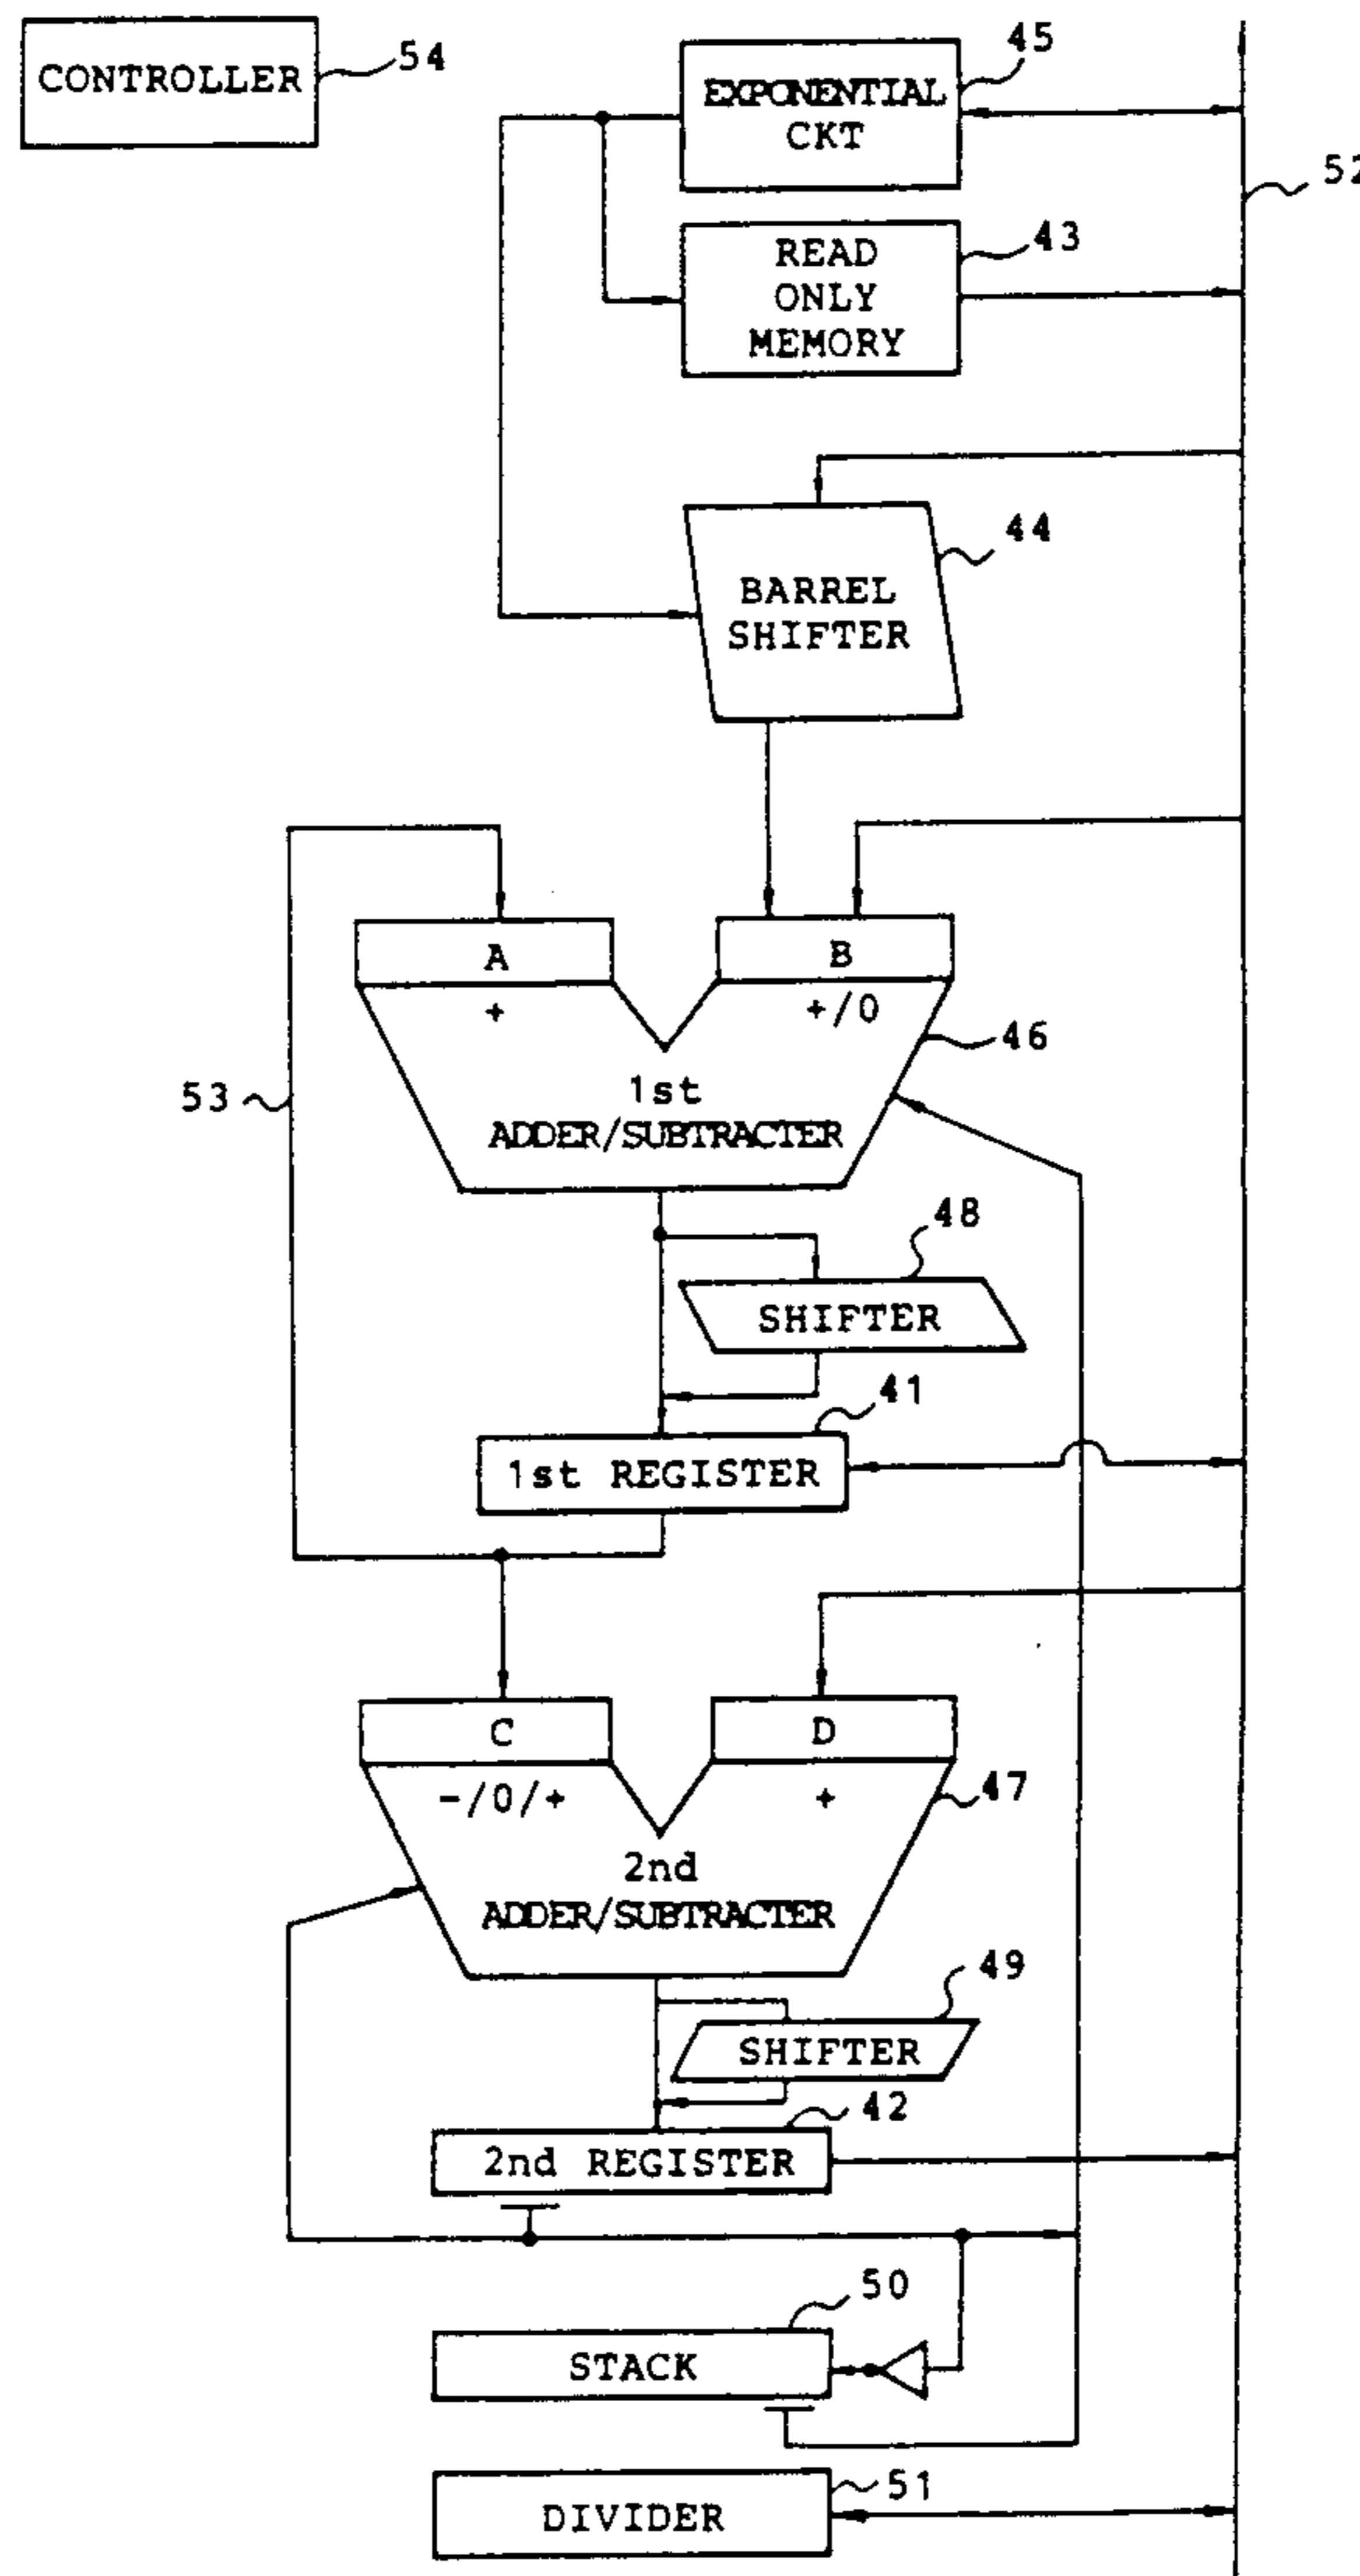 CONTROLLER
54
45
EXPONENTIAL
CKT
52
43
READ
ONLY
MEMORY
44
BARREL
SHIFTER
A
B
+
+/0
46
53
1st
ADDER/SUBTRACTER
48
SHIFTER
41
1st REGISTER
C
D
-/0/+
+
47
2nd
ADDER/SUBTRACTER
49
SHIFTER
42
2nd REGISTER
50
STACK
51
DIVIDER